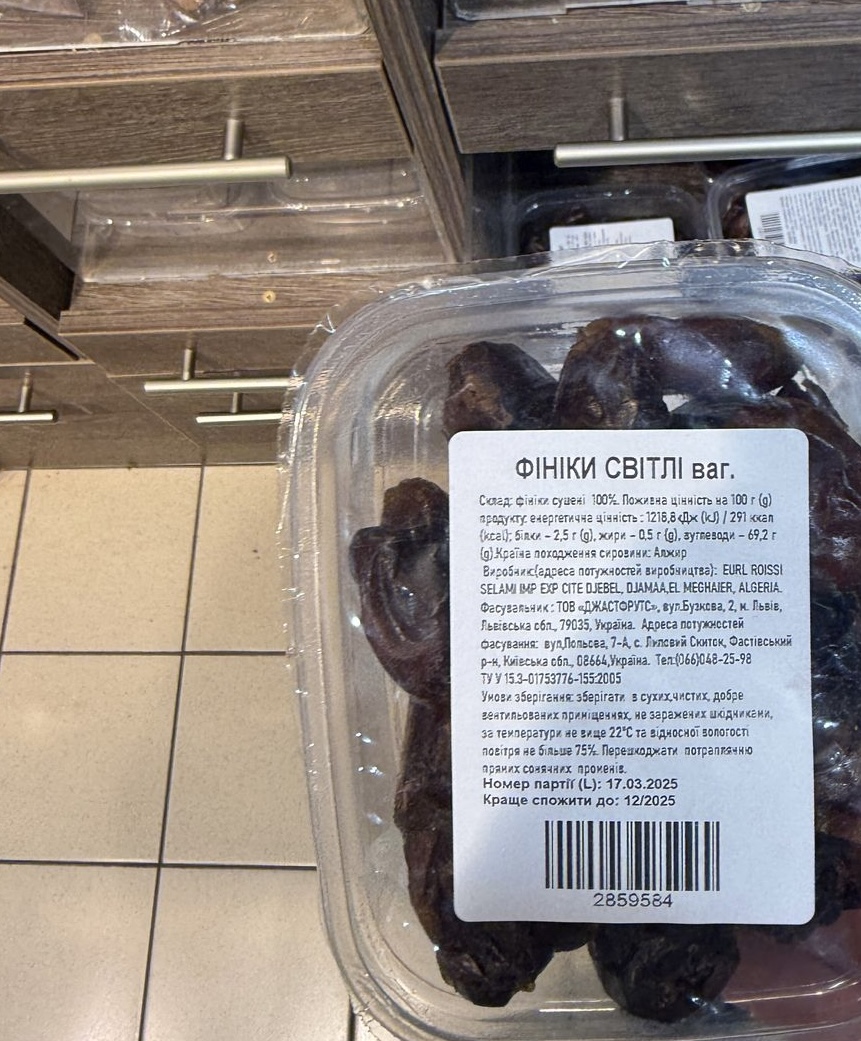 ФІНІКИ СВІТЛІ ваг.
Склад: фініки сушені 100%. Поживна цінність на 100 г (g)
продукту: енергетична цінність : 1218,8 кДж (kJ) / 291 ккал
(kcal); білки – 2,5 г (g), жири – 0,5 г (g), вуглеводи – 69,2 г
(g).Країна походження сировини: Алжир
Виробник:(адреса потужностей виробництва): EURL ROISSI
SELAMI IMP EXP CITE DJEBEL, DJAMAA,EL MEGHAIER, ALGERIA.
Фасувальник : ТОВ «ДЖАСТФРУТС», вул.Бузкова, 2, м. Львів,
Львівська обл., 79035, Україна. Адреса потужностей
фасування: вул,Польова, 7-А, с. Липовий Скиток, Фастівський
р-н, Київська обл., 08664,Україна. Тел:(066)048-25-98
ТУ У 15.3-01753776-155:2005
Умови зберігання: зберігати в сухих,чистих, добре
вентильованих приміщеннях, не заражених шкідниками,
за температури не вище 22°С та відносної вологості
повітря не більше 75%. Перешкоджати потраплянню
прямих сонячних променів.
Номер партії (L): 17.03.2025
Краще спожити до: 12/2025
2859584